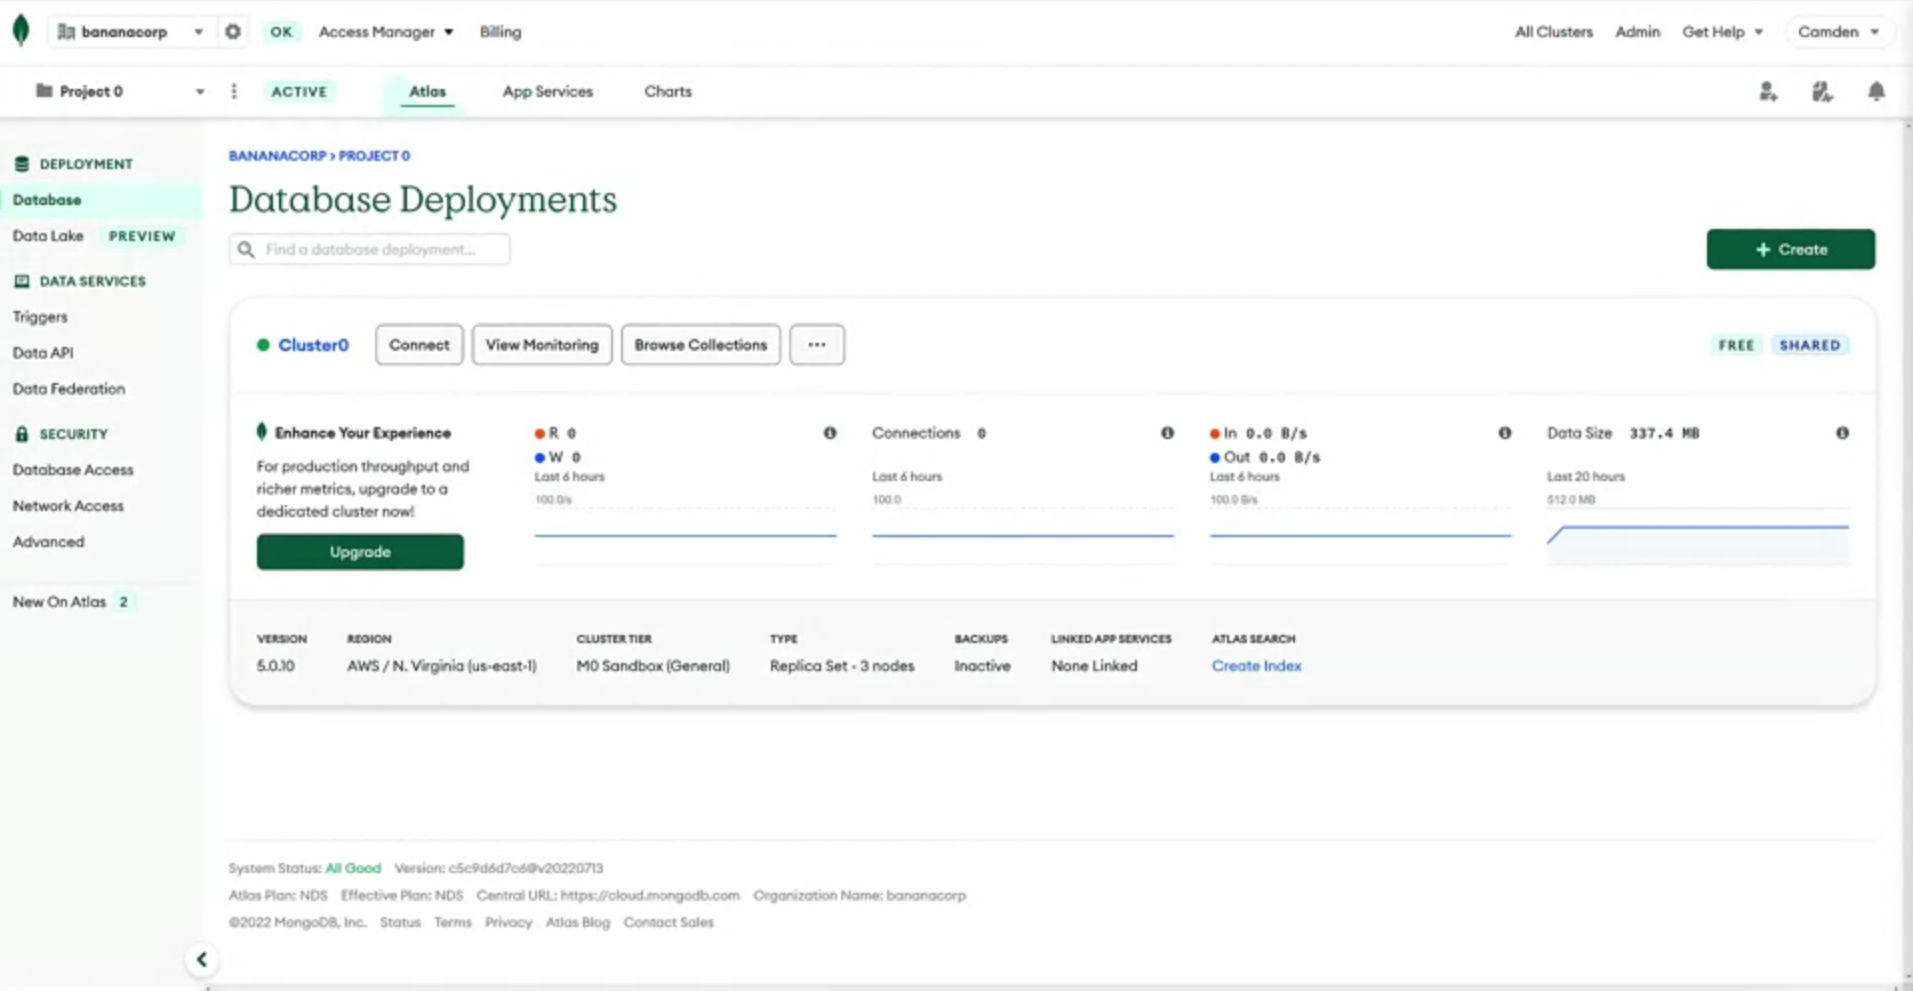 bananacorp OK Access Manager Billing All Clusters Admin Get Help Camden
Project 0 ACTIVE Atlas App Services Charts
DEPLOYMENT
Database
Data Lake PREVIEW
DATA SERVICES
Triggers
Data API
Data Federation
SECURITY
Database Access
Network Access
Advanced
New On Atlas 2
BANANACORP > PROJECT 0
Database Deployments
Find a database deployment...
+ Create
Cluster0 Connect View Monitoring Browse Collections ... FREE SHARED
Enhance Your Experience
For production throughput and
richer metrics, upgrade to a
dedicated cluster now!
Upgrade
R 0
W 0
Last 6 hours
100.0/s
Connections 0
Last 6 hours
100.0
In 0.0 B/s
Out 0.0 B/s
Last 6 hours
100.0 B/s
Data Size 337.4 MB
Last 20 hours
512.0 MB
VERSION REGION CLUSTER TIER TYPE BACKUPS LINKED APP SERVICES ATLAS SEARCH
5.0.10 AWS / N. Virginia (us-east-1) M0 Sandbox (General) Replica Set - 3 nodes Inactive None Linked Create Index
System Status: All Good Version: c5c9d6d7c6@v20220713
Atlas Plan: NDS Effective Plan: NDS Central URL: https://cloud.mongodb.com Organization Name: bananacorp
©2022 MongoDB, Inc. Status Terms Privacy Atlas Blog Contact Sales